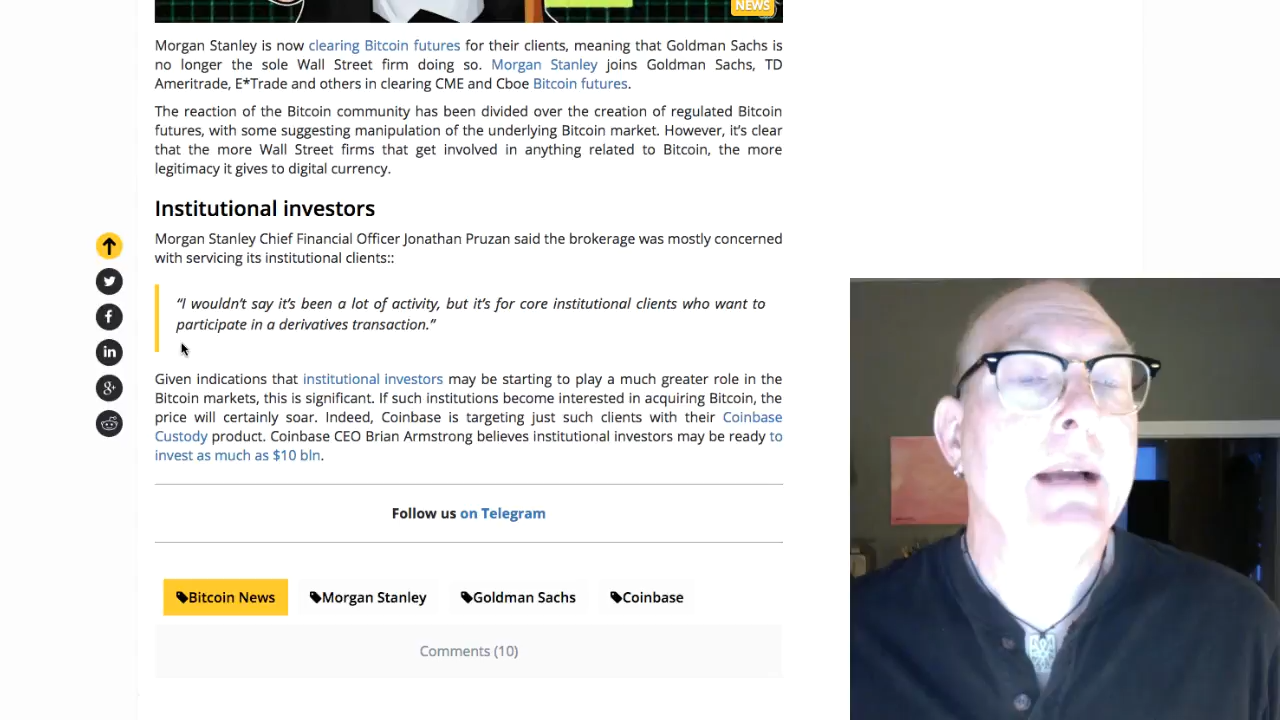 NEWS
Morgan Stanley is now clearing Bitcoin futures for their clients, meaning that Goldman Sachs is
no longer the sole Wall Street firm doing so. Morgan Stanley joins Goldman Sachs, TD
Ameritrade, E*Trade and others in clearing CME and Cboe Bitcoin futures.
The reaction of the Bitcoin community has been divided over the creation of regulated Bitcoin
futures, with some suggesting manipulation of the underlying Bitcoin market. However, it’s clear
that the more Wall Street firms that get involved in anything related to Bitcoin, the more
legitimacy it gives to digital currency.
Institutional investors
Morgan Stanley Chief Financial Officer Jonathan Pruzan said the brokerage was mostly concerned
with servicing its institutional clients::
“I wouldn’t say it’s been a lot of activity, but it’s for core institutional clients who want to
participate in a derivatives transaction.”
Given indications that institutional investors may be starting to play a much greater role in the
Bitcoin markets, this is significant. If such institutions become interested in acquiring Bitcoin, the
price will certainly soar. Indeed, Coinbase is targeting just such clients with their Coinbase
Custody product. Coinbase CEO Brian Armstrong believes institutional investors may be ready to
invest as much as $10 bln.
Follow us on Telegram
Bitcoin News Morgan Stanley Goldman Sachs Coinbase
Comments (10)